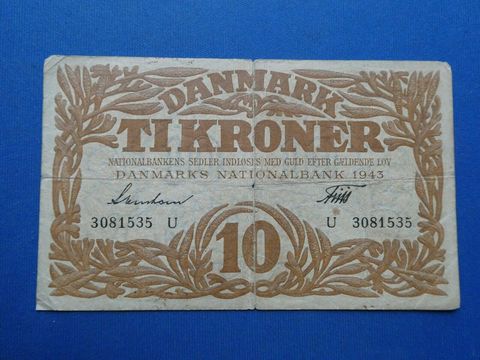 DANMARK
TI KRONER
NATIONALBANKENS SEDLER INDLØSES MED GULD EFTER GÆLDENDE LOV
DANMARKS NATIONALBANK 1943
3081535 U U 3081535
10